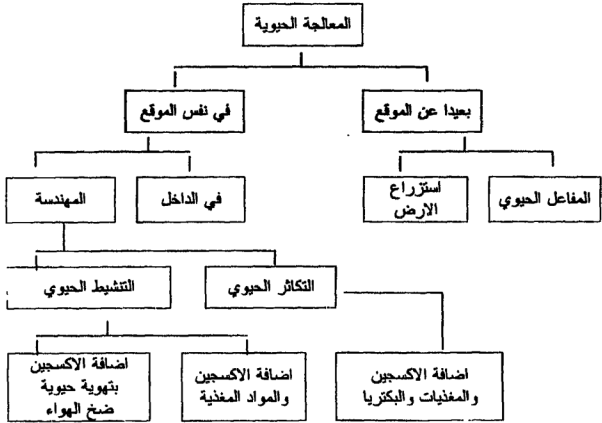 المعالجة الحيوية
بعيدا عن الموقع
في نفس الموقع
المفاعل الحيوي
استزراع
الارض
في الداخل
المهندسة
التكاثر الحيوي
التنشيط الحيوي
اضافة الاكسجين
والمغذيات والبكتريا
اضافة الاكسجين
والمواد المغذية
اضافة الاكسجين
بتهوية حيوية
ضخ الهواء